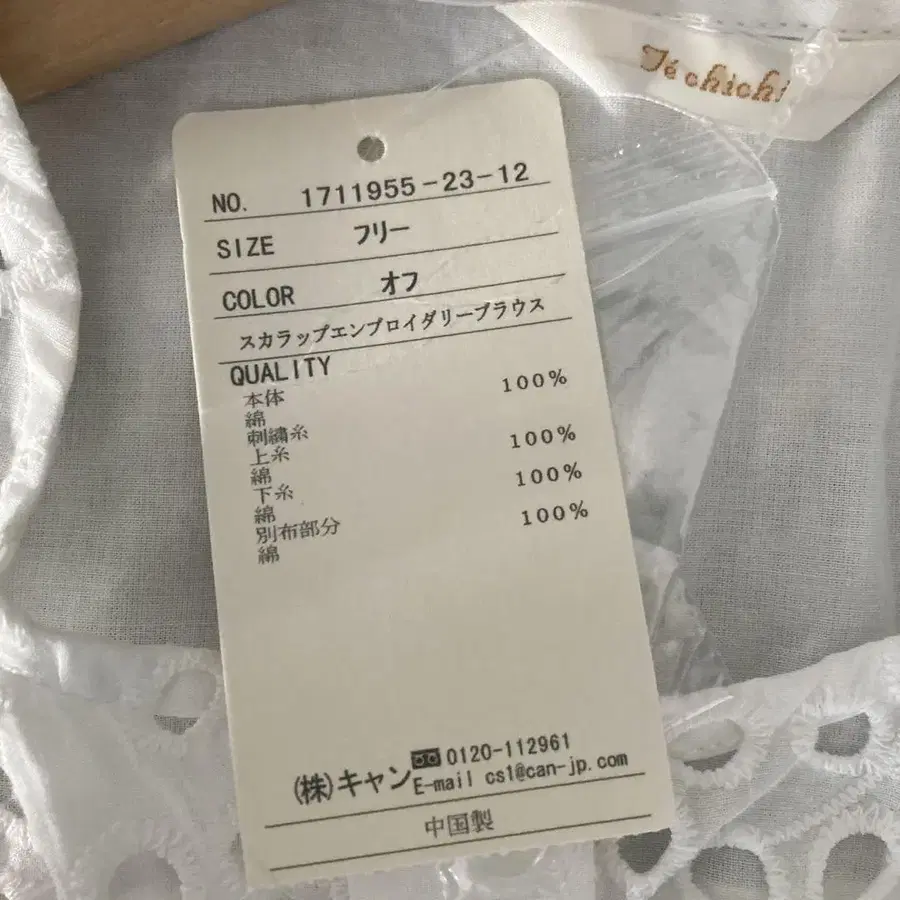 Té chichi
NO. 1711955-23-12
SIZE フリー
COLOR オフ
スカラップエンブロイダリーブラウス
QUALITY
本体
綿 100%
刺繍糸
上糸
綿 100%
下糸
綿 100%
別布部分
綿 100%
(株)キャン 0120-112961
E-mail cs1@can-jp.com
中国製